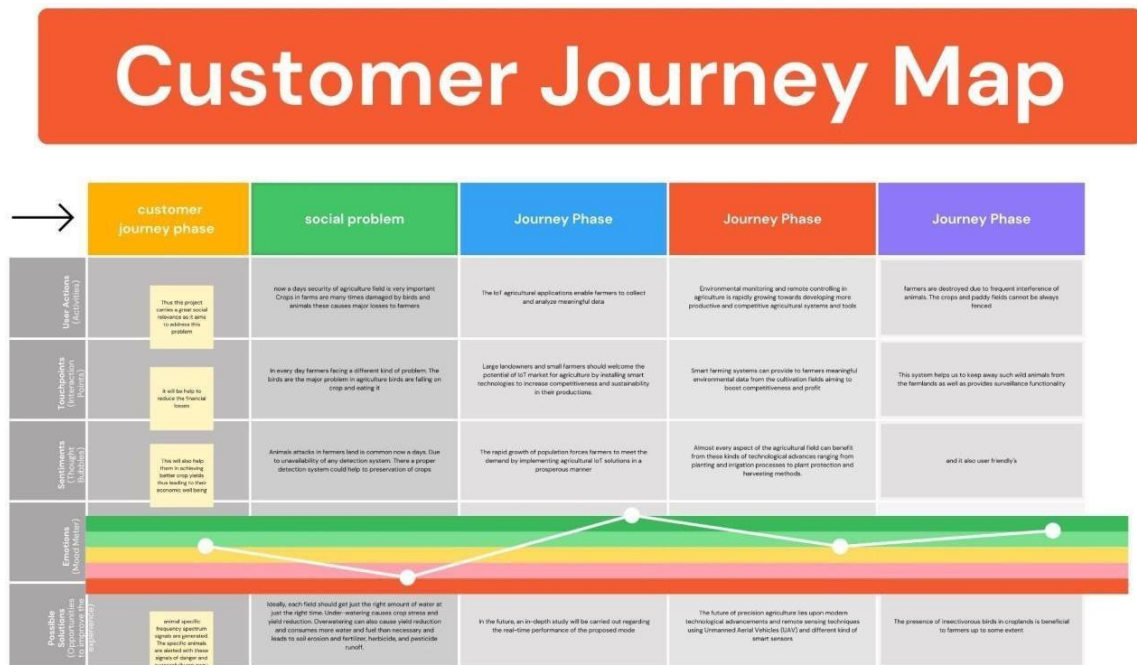 Customer Journey Map
customer
journey phase
social problem
Journey Phase
Journey Phase
Journey Phase
User Actions
(Activities)
Thus this project
carries a great social
relevance as it aims
to address this
problem
now a days security of agriculture field is very important
Crops in farms are many times damaged by birds and
animals these causes major losses to farmers
The IoT agricultural applications enable farmers to collect
and analyze meaningful data
Environmental monitoring and remote controlling in
agriculture is rapidly growing towards developing more
productive and competitive agricultural systems and tools
farmers are destroyed due to frequent interference of
animals. The crops and paddy fields cannot be always
fenced
Touchpoints
(Interaction
Points)
it will be help to
reduce the financial
losses
In every day farmers facing a different kind of problem. The
birds are the major problem in agriculture birds are falling on
crop and eating it
Large landowners and small farmers should welcome the
potential of IoT market for agriculture by installing smart
technologies to increase competitiveness and sustainability
in their productions.
Smart farming systems can provide to farmers meaningful
environmental data from the cultivation fields aiming to
boost competitiveness and profit
This system helps us to keep away such wild animals from
the farmlands as well as provides surveillance functionality
Sentiments
(Thought
Bubbles)
This will also help
them in achieving
better crop yields
thus leading to their
economic well being
Animals attacks in farmers land is common now a days. Due
to unavailability of any detection system. There a proper
detection system could help to preservation of crops
The rapid growth of population forces farmers to meet the
demand by implementing agricultural IoT solutions in a
prosperous manner
Almost every aspect of the agricultural field can benefit
from these kinds of technological advances ranging from
planting and irrigation processes to plant protection and
harvesting methods.
and it also user friendly's
Emotions
(Mood Meter)
Possible
Solutions
(Opportunities
to improve the
experience)
animal specific
frequency spectrum
signals are generated
The specific animals
are alerted with these
signals of danger and
Ideally, each field should get just the right amount of water at
just the right time. Under-watering causes crop stress and
yield reduction. Overwatering can also cause yield reduction
and consumes more water and fuel than necessary and
leads to soil erosion and fertilizer, herbicide, and pesticide
runoff.
In the future, an in-depth study will be carried out regarding
the real-time performance of the proposed mode
The future of precision agriculture lies upon modern
technological advancements and remote sensing techniques
using Unmanned Aerial Vehicles (UAV) and different kind of
smart sensors
The presence of insectivorous birds in croplands is beneficial
to farmers up to some extent